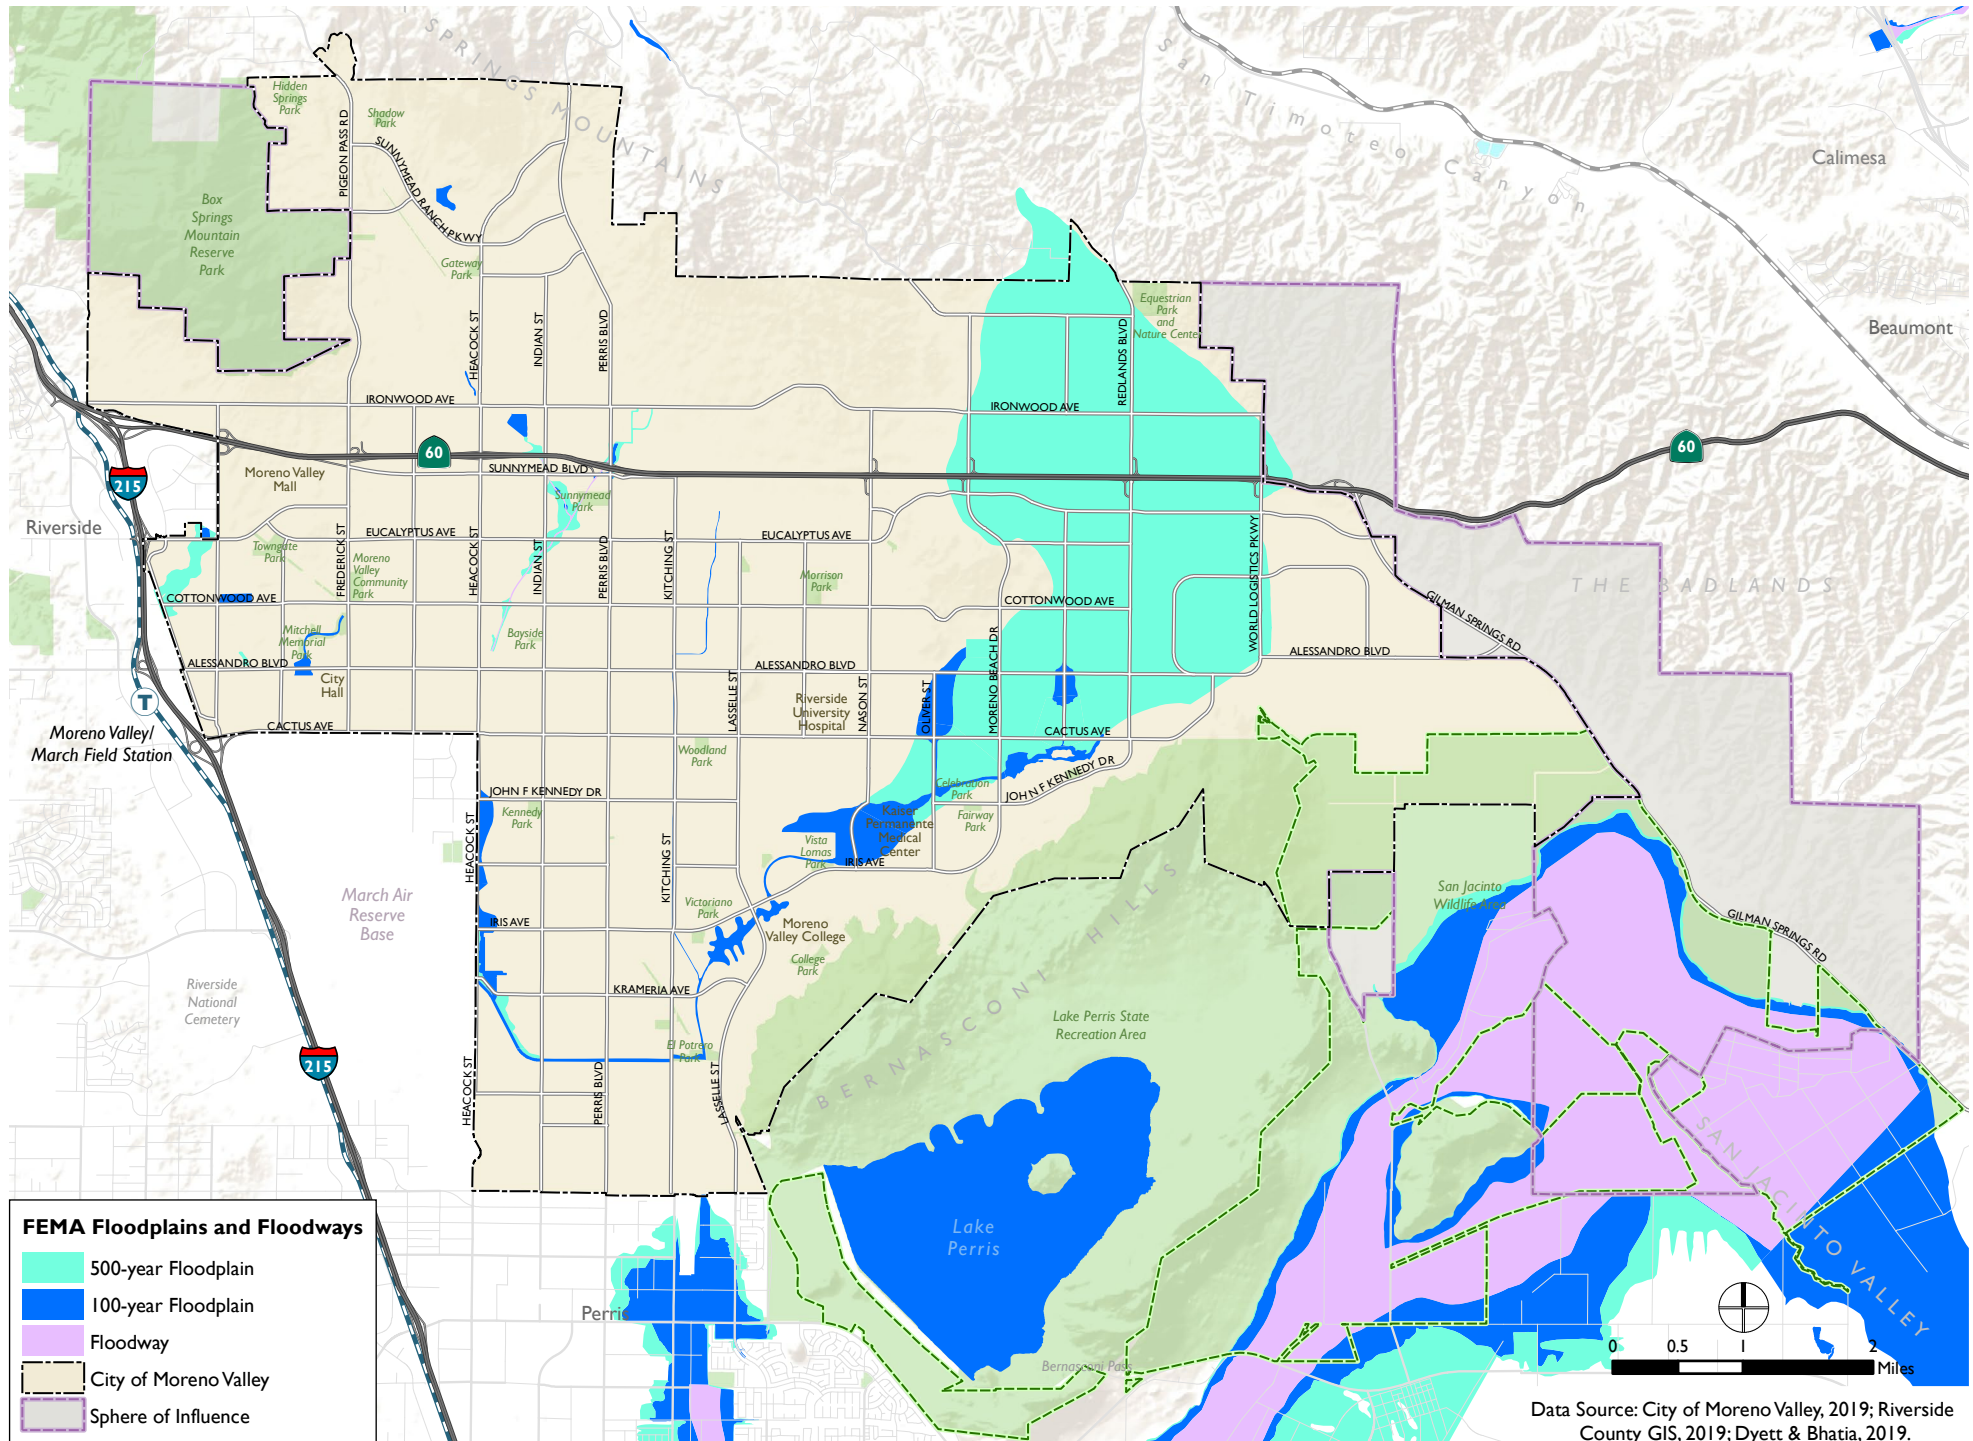 SPRINGS MOUNTAINS
San Timoteo Canyon
Calimesa
Beaumont
Hidden
Springs
Park
Shadow
Park
PIGEON PASS RD
SUNNYMEAD RANCH PKWY
Box
Springs
Mountain
Reserve
Park
Gateway
Park
HEACOCK ST
INDIAN ST
PERRIS BLVD
REDLANDS BLVD
Equestrian
Park
and
Nature Center
IRONWOOD AVE
IRONWOOD AVE
60
60
215
Moreno Valley
Mall
SUNNYMEAD BLVD
Sunnymead
Park
Riverside
EUCALYPTUS AVE
EUCALYPTUS AVE
Towngate
Park
FREDERICK ST
Moreno
Valley
Community
Park
HEACOCK ST
INDIAN ST
PERRIS BLVD
KITCHING ST
Morrison
Park
WORLD LOGISTICS PKWY
THE BADLANDS
COTTONWOOD AVE
COTTONWOOD AVE
GILMAN SPRINGS RD
Mitchell
Memorial
Park
Bayside
Park
ALESSANDRO BLVD
ALESSANDRO BLVD
ALESSANDRO BLVD
City
Hall
LASSELLE ST
Riverside
University
Hospital
NASON ST
OLIVER ST
MORENO BEACH DR
T
Moreno Valley/
March Field Station
CACTUS AVE
CACTUS AVE
Woodland
Park
JOHN F KENNEDY DR
JOHN F KENNEDY DR
Celebration
Park
Kennedy
Park
HEACOCK ST
KITCHING ST
Vista
Lomas
Park
Kaiser
Permanente
Medical
Center
Fairway
Park
IRIS AVE
March Air
Reserve
Base
Victoriano
Park
IRIS AVE
Moreno
Valley College
College
Park
San Jacinto
Wildlife Area
GILMAN SPRINGS RD
Riverside
National
Cemetery
KRAMERIA AVE
BERNASCONI HILLS
Lake Perris State
Recreation Area
El Potrero
Park
215
HEACOCK ST
PERRIS BLVD
LASSELLE ST
SAN JACINTO VALLEY
Lake
Perris
Perris
Bernasconi Pass
FEMA Floodplains and Floodways
500-year Floodplain
100-year Floodplain
Floodway
City of Moreno Valley
Sphere of Influence
0 0.5 1 2
Miles
Data Source: City of Moreno Valley, 2019; Riverside
County GIS, 2019; Dyett & Bhatia, 2019.